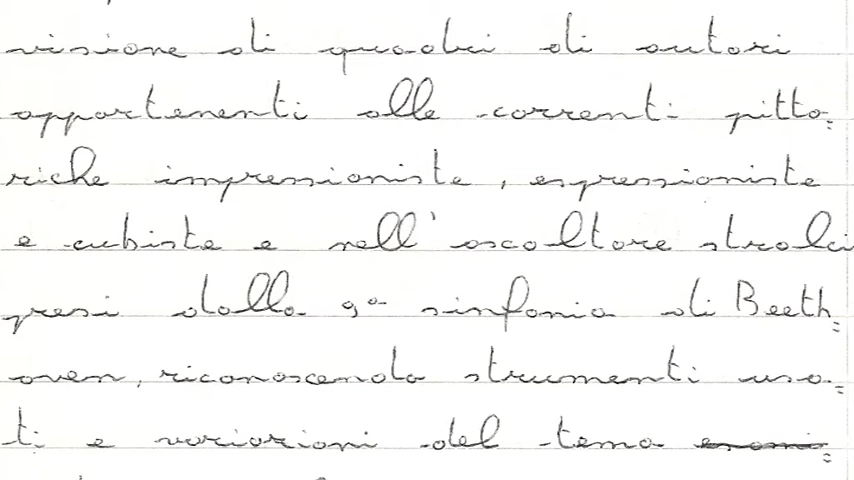 visione di quadri di autori
appartenenti alle correnti pitto=
riche impressioniste, espressioniste
e cubiste e nell'ascoltare stralci
presi dalla 9ª sinfonia di Beeth=
oven, riconoscendo strumenti usa=
ti e variazioni del tema